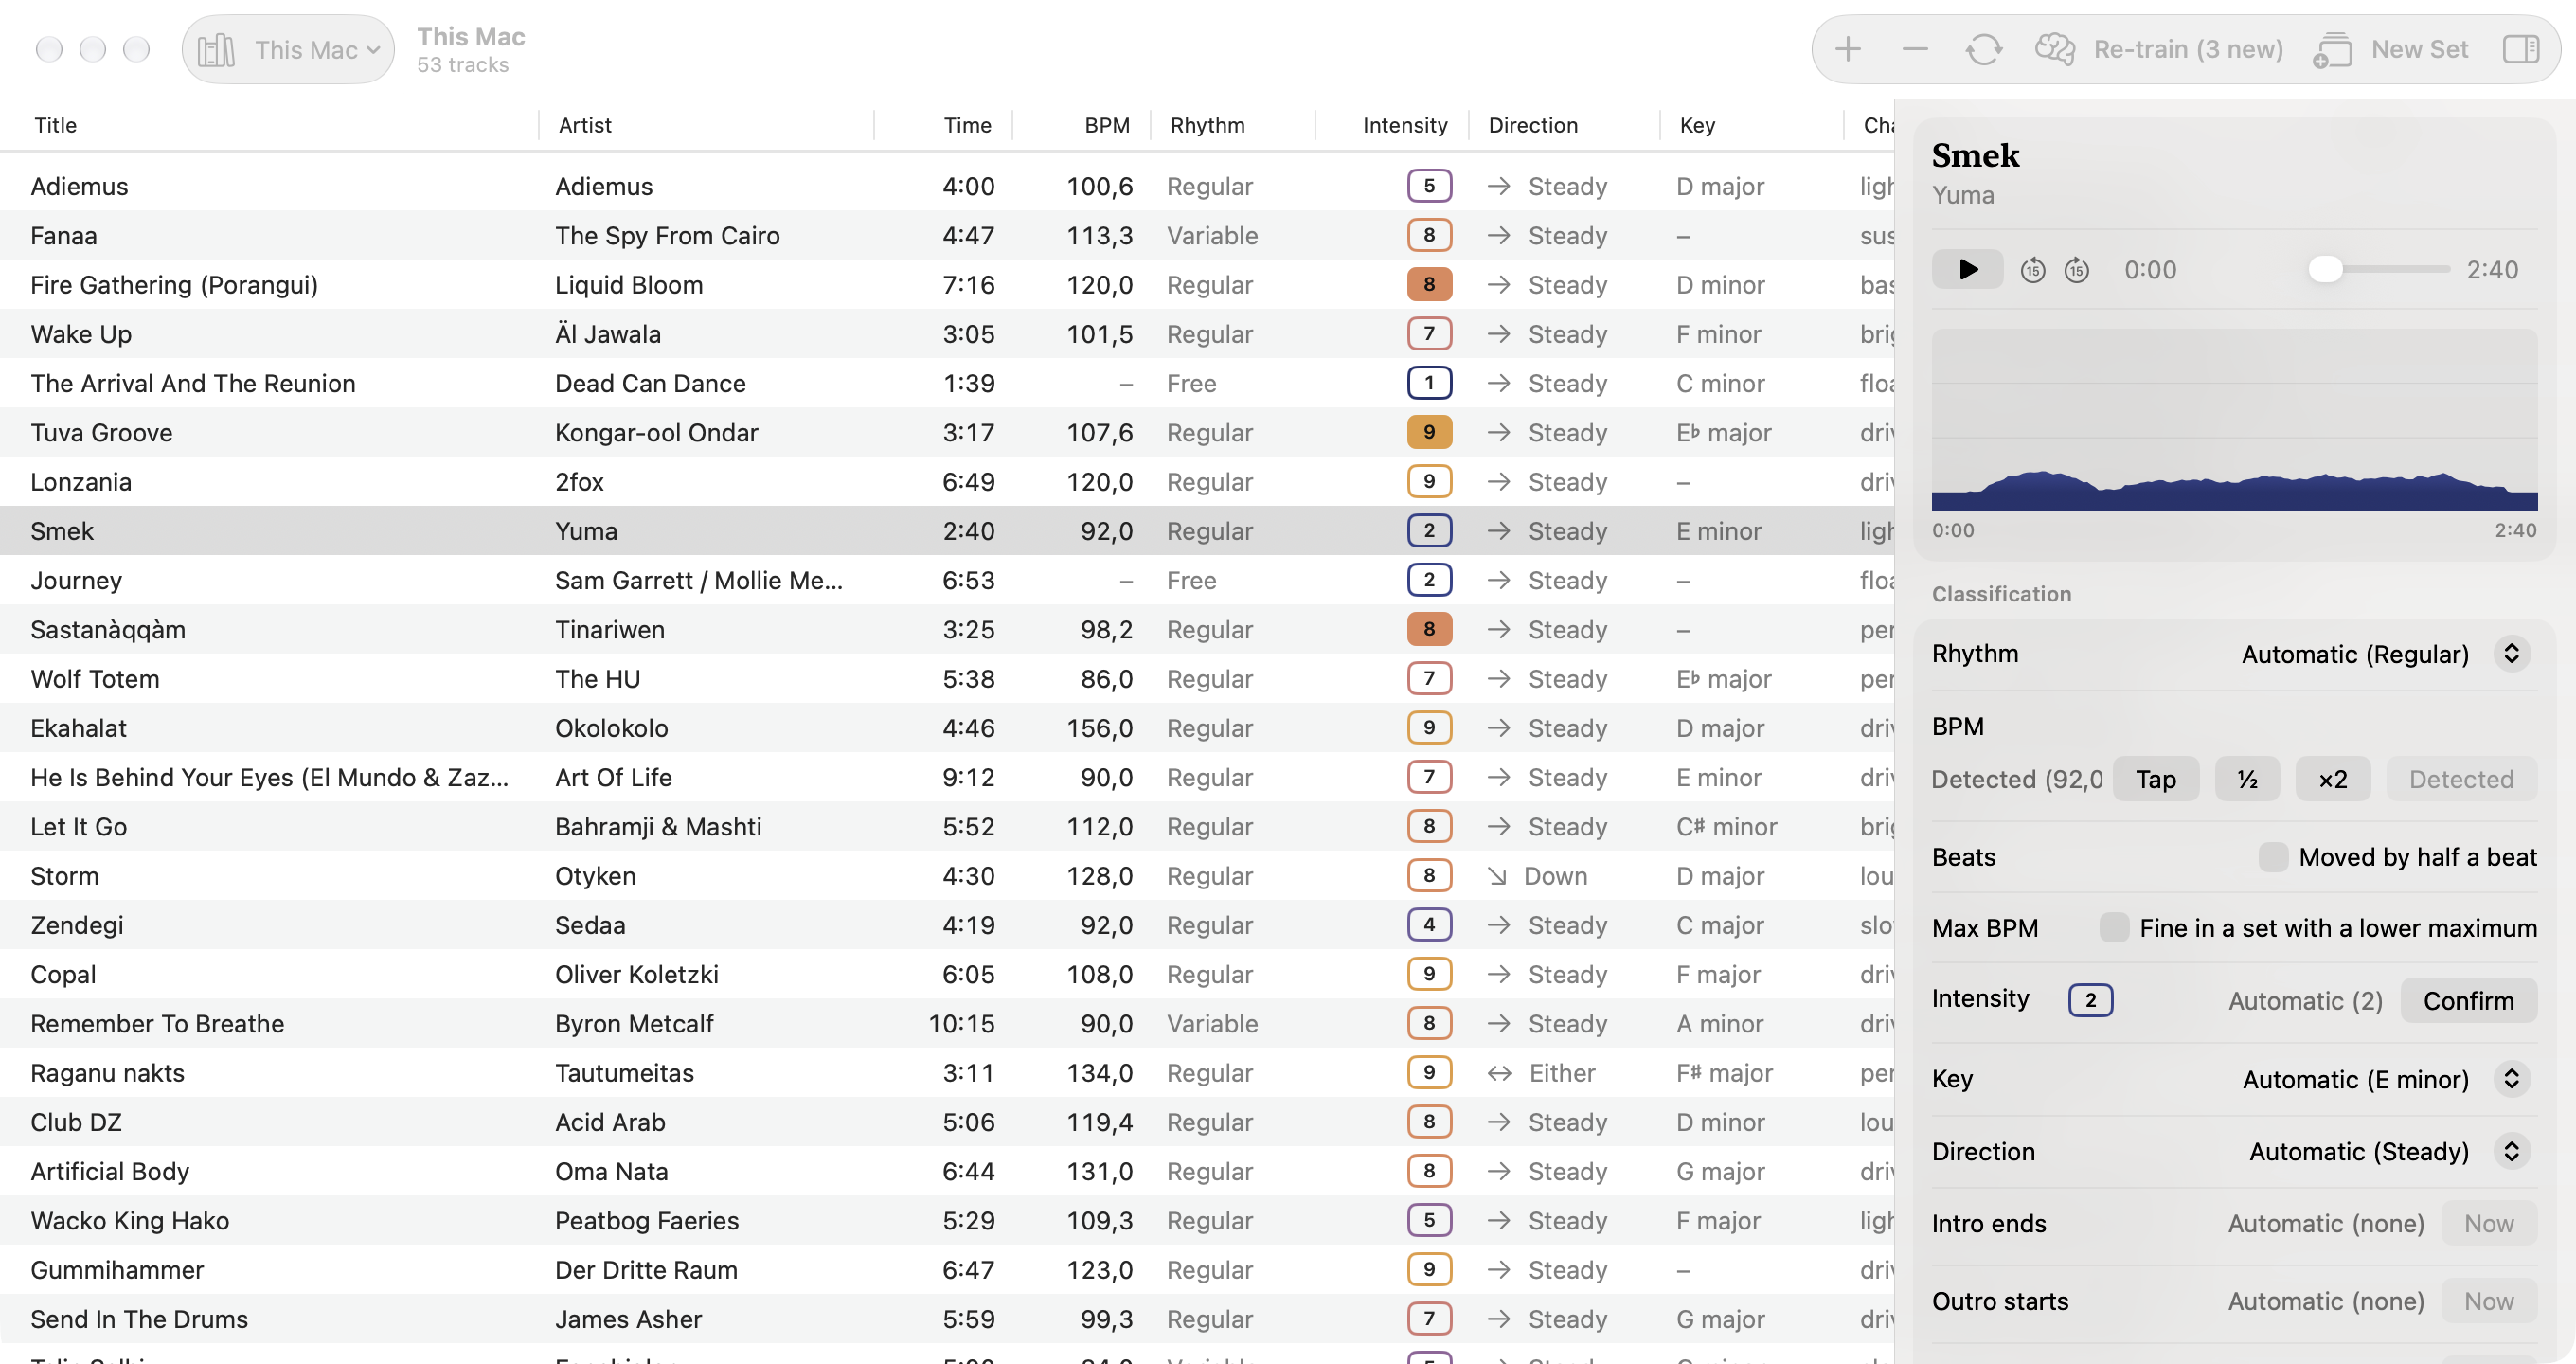 This Mac
This Mac
53 tracks
Re-train (3 new)
New Set
Title Artist Time BPM Rhythm Intensity Direction Key
Adiemus Adiemus 4:00 100,6 Regular 5 Steady D major
Fanaa The Spy From Cairo 4:47 113,3 Variable 8 Steady –
Fire Gathering (Porangui) Liquid Bloom 7:16 120,0 Regular 8 Steady D minor
Wake Up Äl Jawala 3:05 101,5 Regular 7 Steady F minor
The Arrival And The Reunion Dead Can Dance 1:39 – Free 1 Steady C minor
Tuva Groove Kongar-ool Ondar 3:17 107,6 Regular 9 Steady E♭ major
Lonzania 2fox 6:49 120,0 Regular 9 Steady –
Smek Yuma 2:40 92,0 Regular 2 Steady E minor
Journey Sam Garrett / Mollie Me... 6:53 – Free 2 Steady –
Sastanàqqàm Tinariwen 3:25 98,2 Regular 8 Steady –
Wolf Totem The HU 5:38 86,0 Regular 7 Steady E♭ major
Ekahalat Okolokolo 4:46 156,0 Regular 9 Steady D major
He Is Behind Your Eyes (El Mundo & Zaz... Art Of Life 9:12 90,0 Regular 7 Steady E minor
Let It Go Bahramji & Mashti 5:52 112,0 Regular 8 Steady C♯ minor
Storm Otyken 4:30 128,0 Regular 8 Down D major
Zendegi Sedaa 4:19 92,0 Regular 4 Steady C major
Copal Oliver Koletzki 6:05 108,0 Regular 9 Steady F major
Remember To Breathe Byron Metcalf 10:15 90,0 Variable 8 Steady A minor
Raganu nakts Tautumeitas 3:11 134,0 Regular 9 Either F♯ major
Club DZ Acid Arab 5:06 119,4 Regular 8 Steady D minor
Artificial Body Oma Nata 6:44 131,0 Regular 8 Steady G major
Wacko King Hako Peatbog Faeries 5:29 109,3 Regular 5 Steady F major
Gummihammer Der Dritte Raum 6:47 123,0 Regular 9 Steady –
Send In The Drums James Asher 5:59 99,3 Regular 7 Steady G major
Smek
Yuma
15 15 0:00 2:40
0:00 2:40
Classification
Rhythm Automatic (Regular)
BPM
Detected (92,0 Tap ½ ×2 Detected
Beats Moved by half a beat
Max BPM Fine in a set with a lower maximum
Intensity 2 Automatic (2) Confirm
Key Automatic (E minor)
Direction Automatic (Steady)
Intro ends Automatic (none) Now
Outro starts Automatic (none) Now